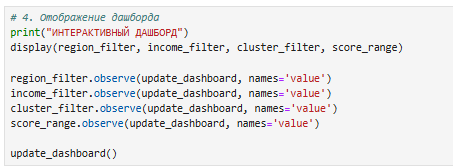 # 4. Отображение дашборда
print("ИНТЕРАКТИВНЫЙ ДАШБОРД")
display(region_filter, income_filter, cluster_filter, score_range)

region_filter.observe(update_dashboard, names='value')
income_filter.observe(update_dashboard, names='value')
cluster_filter.observe(update_dashboard, names='value')
score_range.observe(update_dashboard, names='value')

update_dashboard()